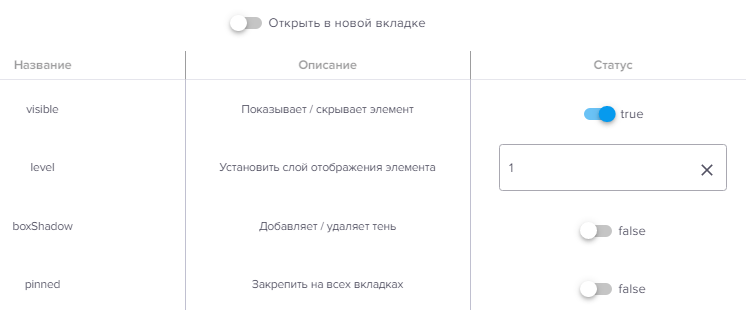 Открыть в новой вкладке
Название Описание Статус
visible Показывает / скрывает элемент true
level Установить слой отображения элемента 1
boxShadow Добавляет / удаляет тень false
pinned Закрепить на всех вкладках false